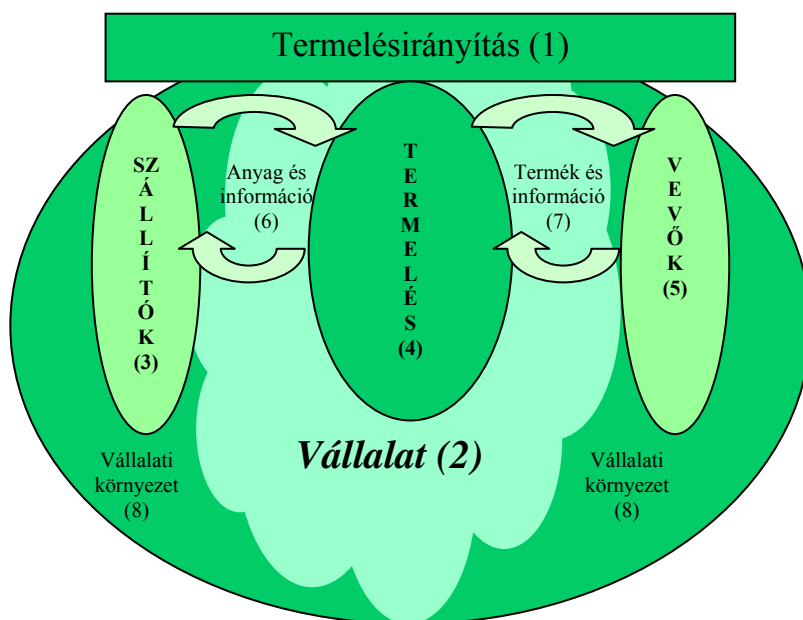 Termelésirányítás (1)
SZ
Á
L
L
Í
T
Ó
K
(3)
Anyag és
információ
(6)
T
E
R
M
E
L
É
S
(4)
Termék és
információ
(7)
V
E
V
Ő
K
(5)
Vállalat (2)
Vállalati
környezet
(8)
Vállalati
környezet
(8)